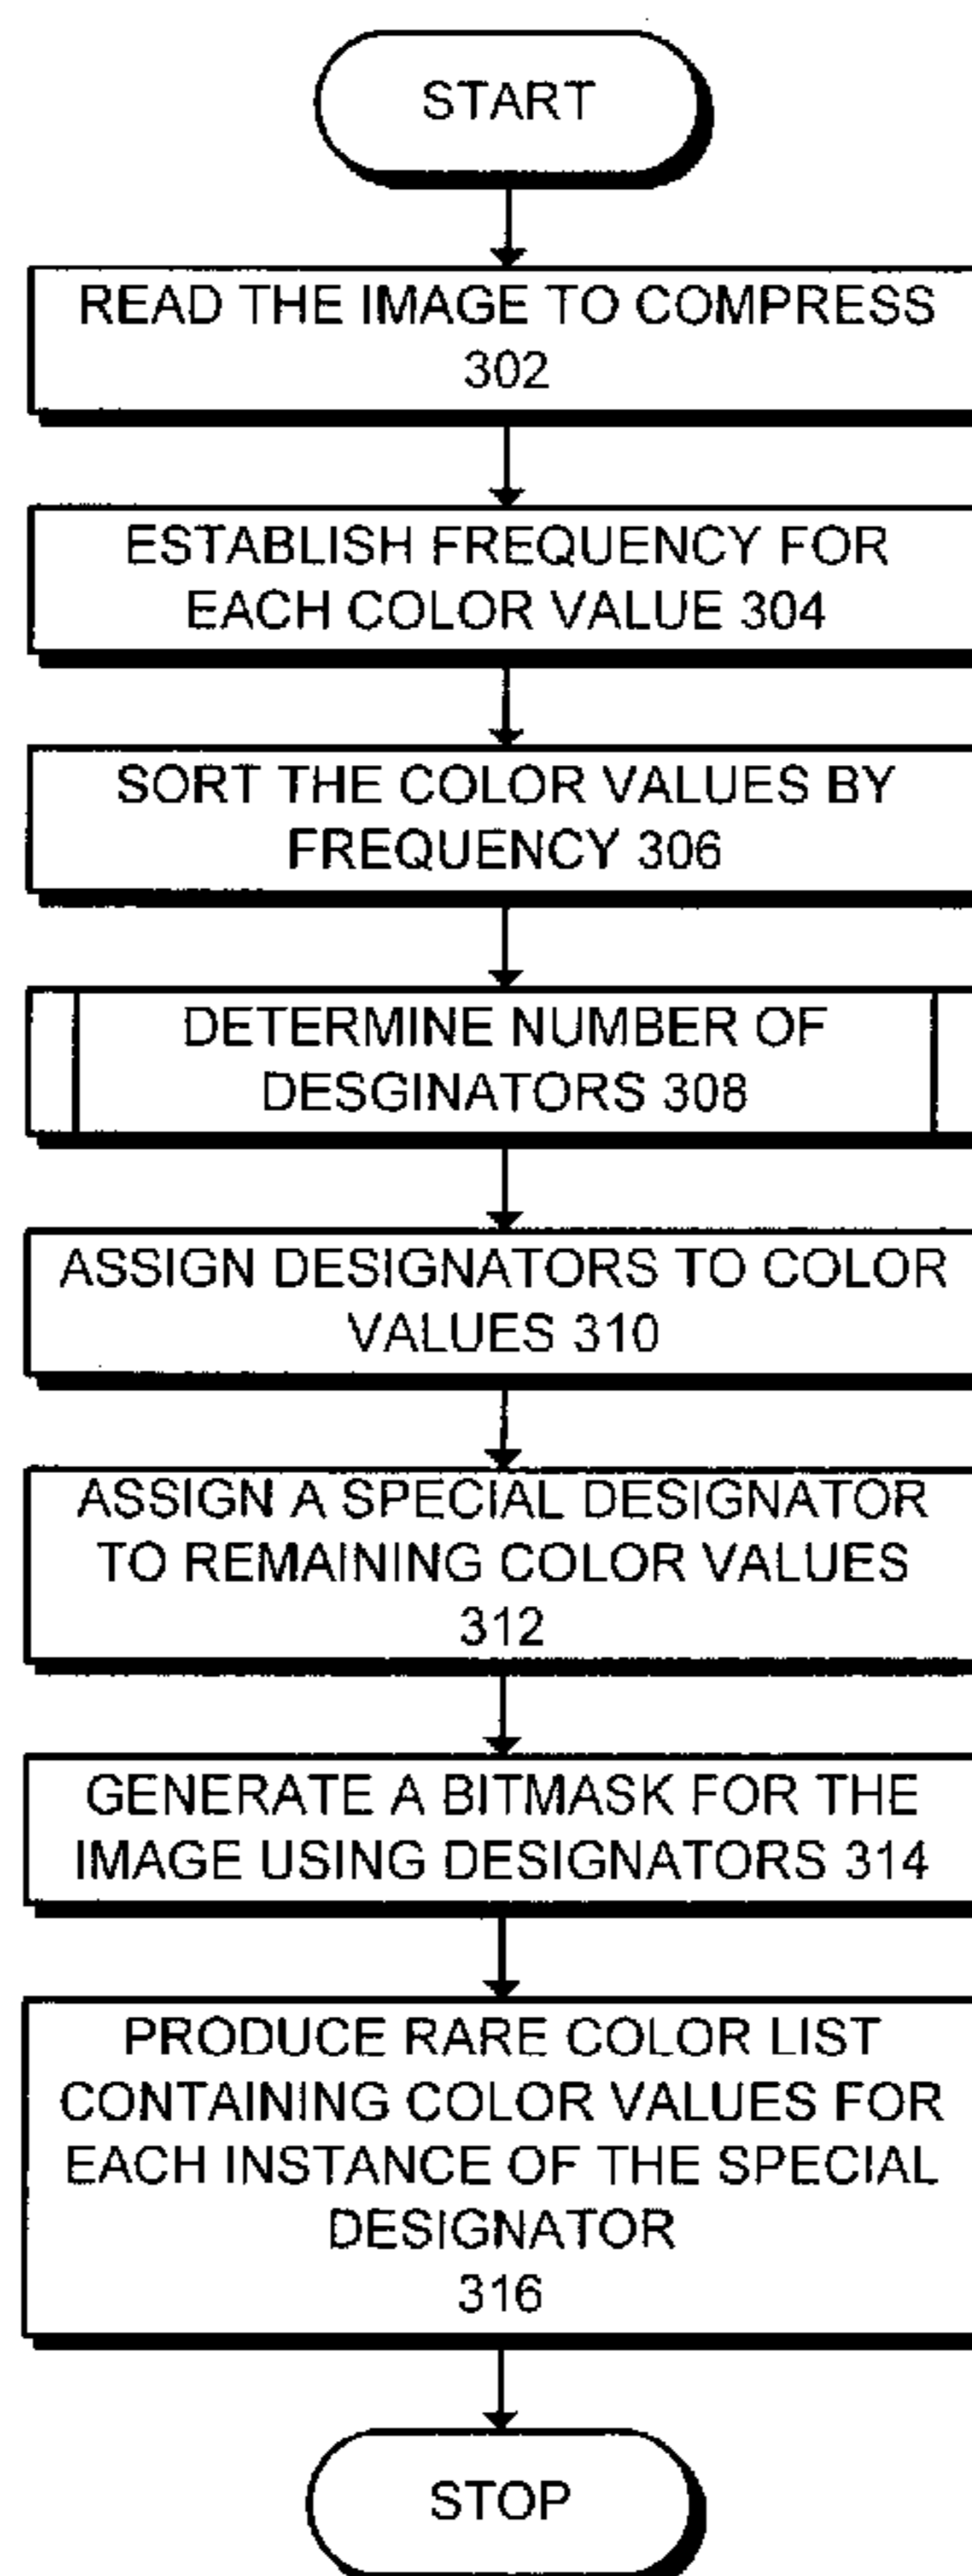 START
READ THE IMAGE TO COMPRESS
302
ESTABLISH FREQUENCY FOR
EACH COLOR VALUE 304
SORT THE COLOR VALUES BY
FREQUENCY 306
DETERMINE NUMBER OF
DESGINATORS 308
ASSIGN DESIGNATORS TO COLOR
VALUES 310
ASSIGN A SPECIAL DESIGNATOR
TO REMAINING COLOR VALUES
312
GENERATE A BITMASK FOR THE
IMAGE USING DESIGNATORS 314
PRODUCE RARE COLOR LIST
CONTAINING COLOR VALUES FOR
EACH INSTANCE OF THE SPECIAL
DESIGNATOR
316
STOP